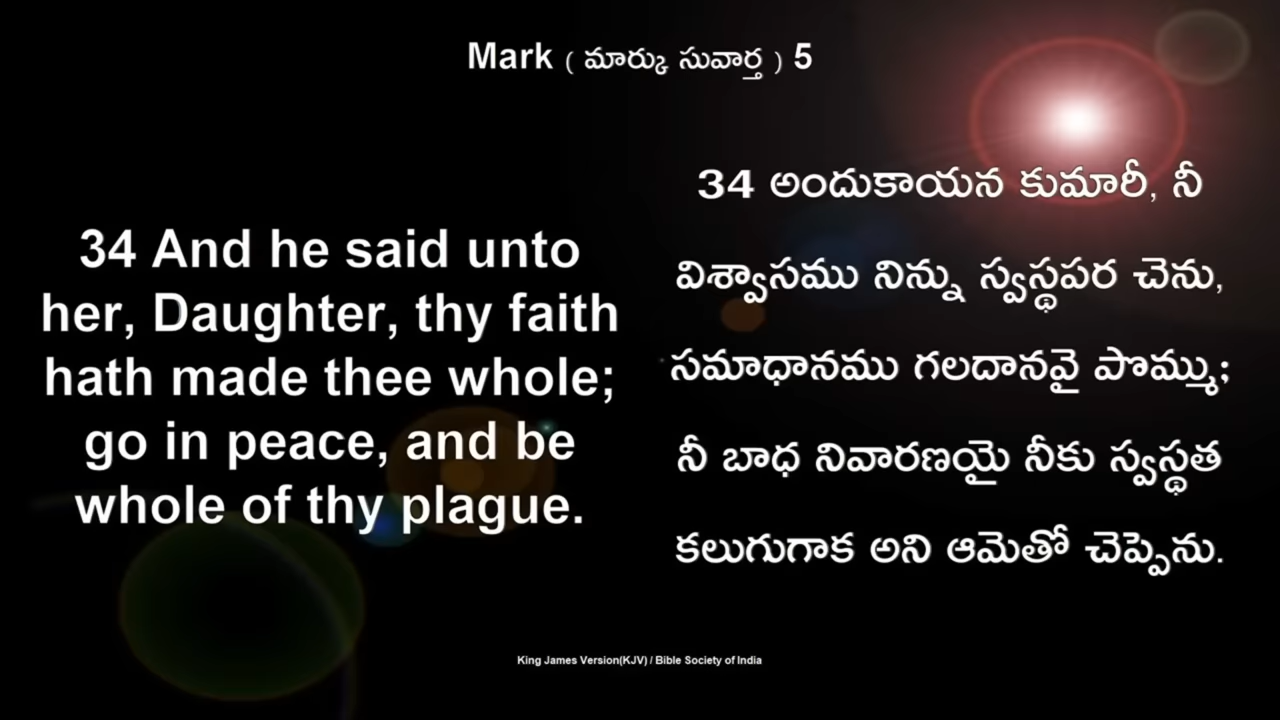 Mark ( మార్కు సువార్త ) 5
34 And he said unto
her, Daughter, thy faith
hath made thee whole;
go in peace, and be
whole of thy plague.
34 అందుకాయన కుమారీ, నీ
విశ్వాసము నిన్ను స్వస్థపర చెను,
సమాధానము గలదానవై పొమ్ము;
నీ బాధ నివారణయై నీకు స్వస్థత
కలుగుగాక అని ఆమెతో చెప్పెను.
King James Version(KJV) / Bible Society of India